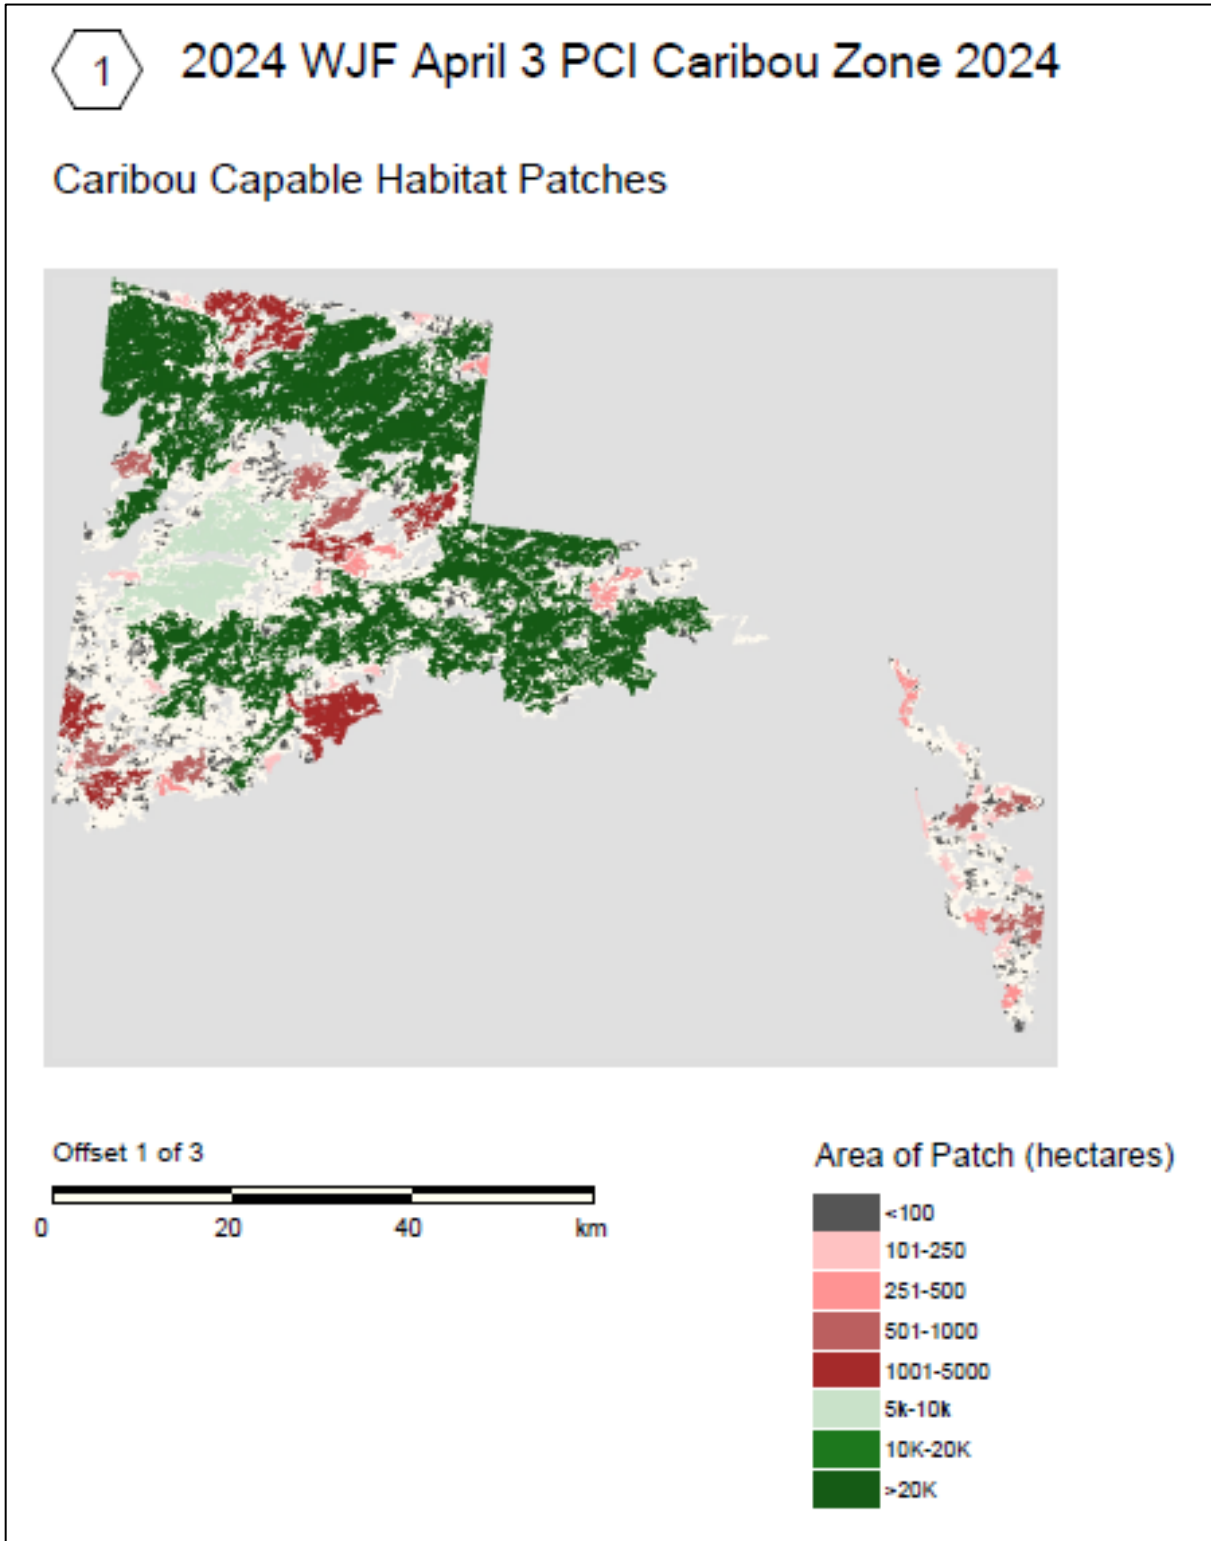 1
2024 WJF April 3 PCI Caribou Zone 2024
Caribou Capable Habitat Patches
Offset 1 of 3
0 20 40 km
Area of Patch (hectares)
<100
101-250
251-500
501-1000
1001-5000
5k-10k
10K-20K
>20K